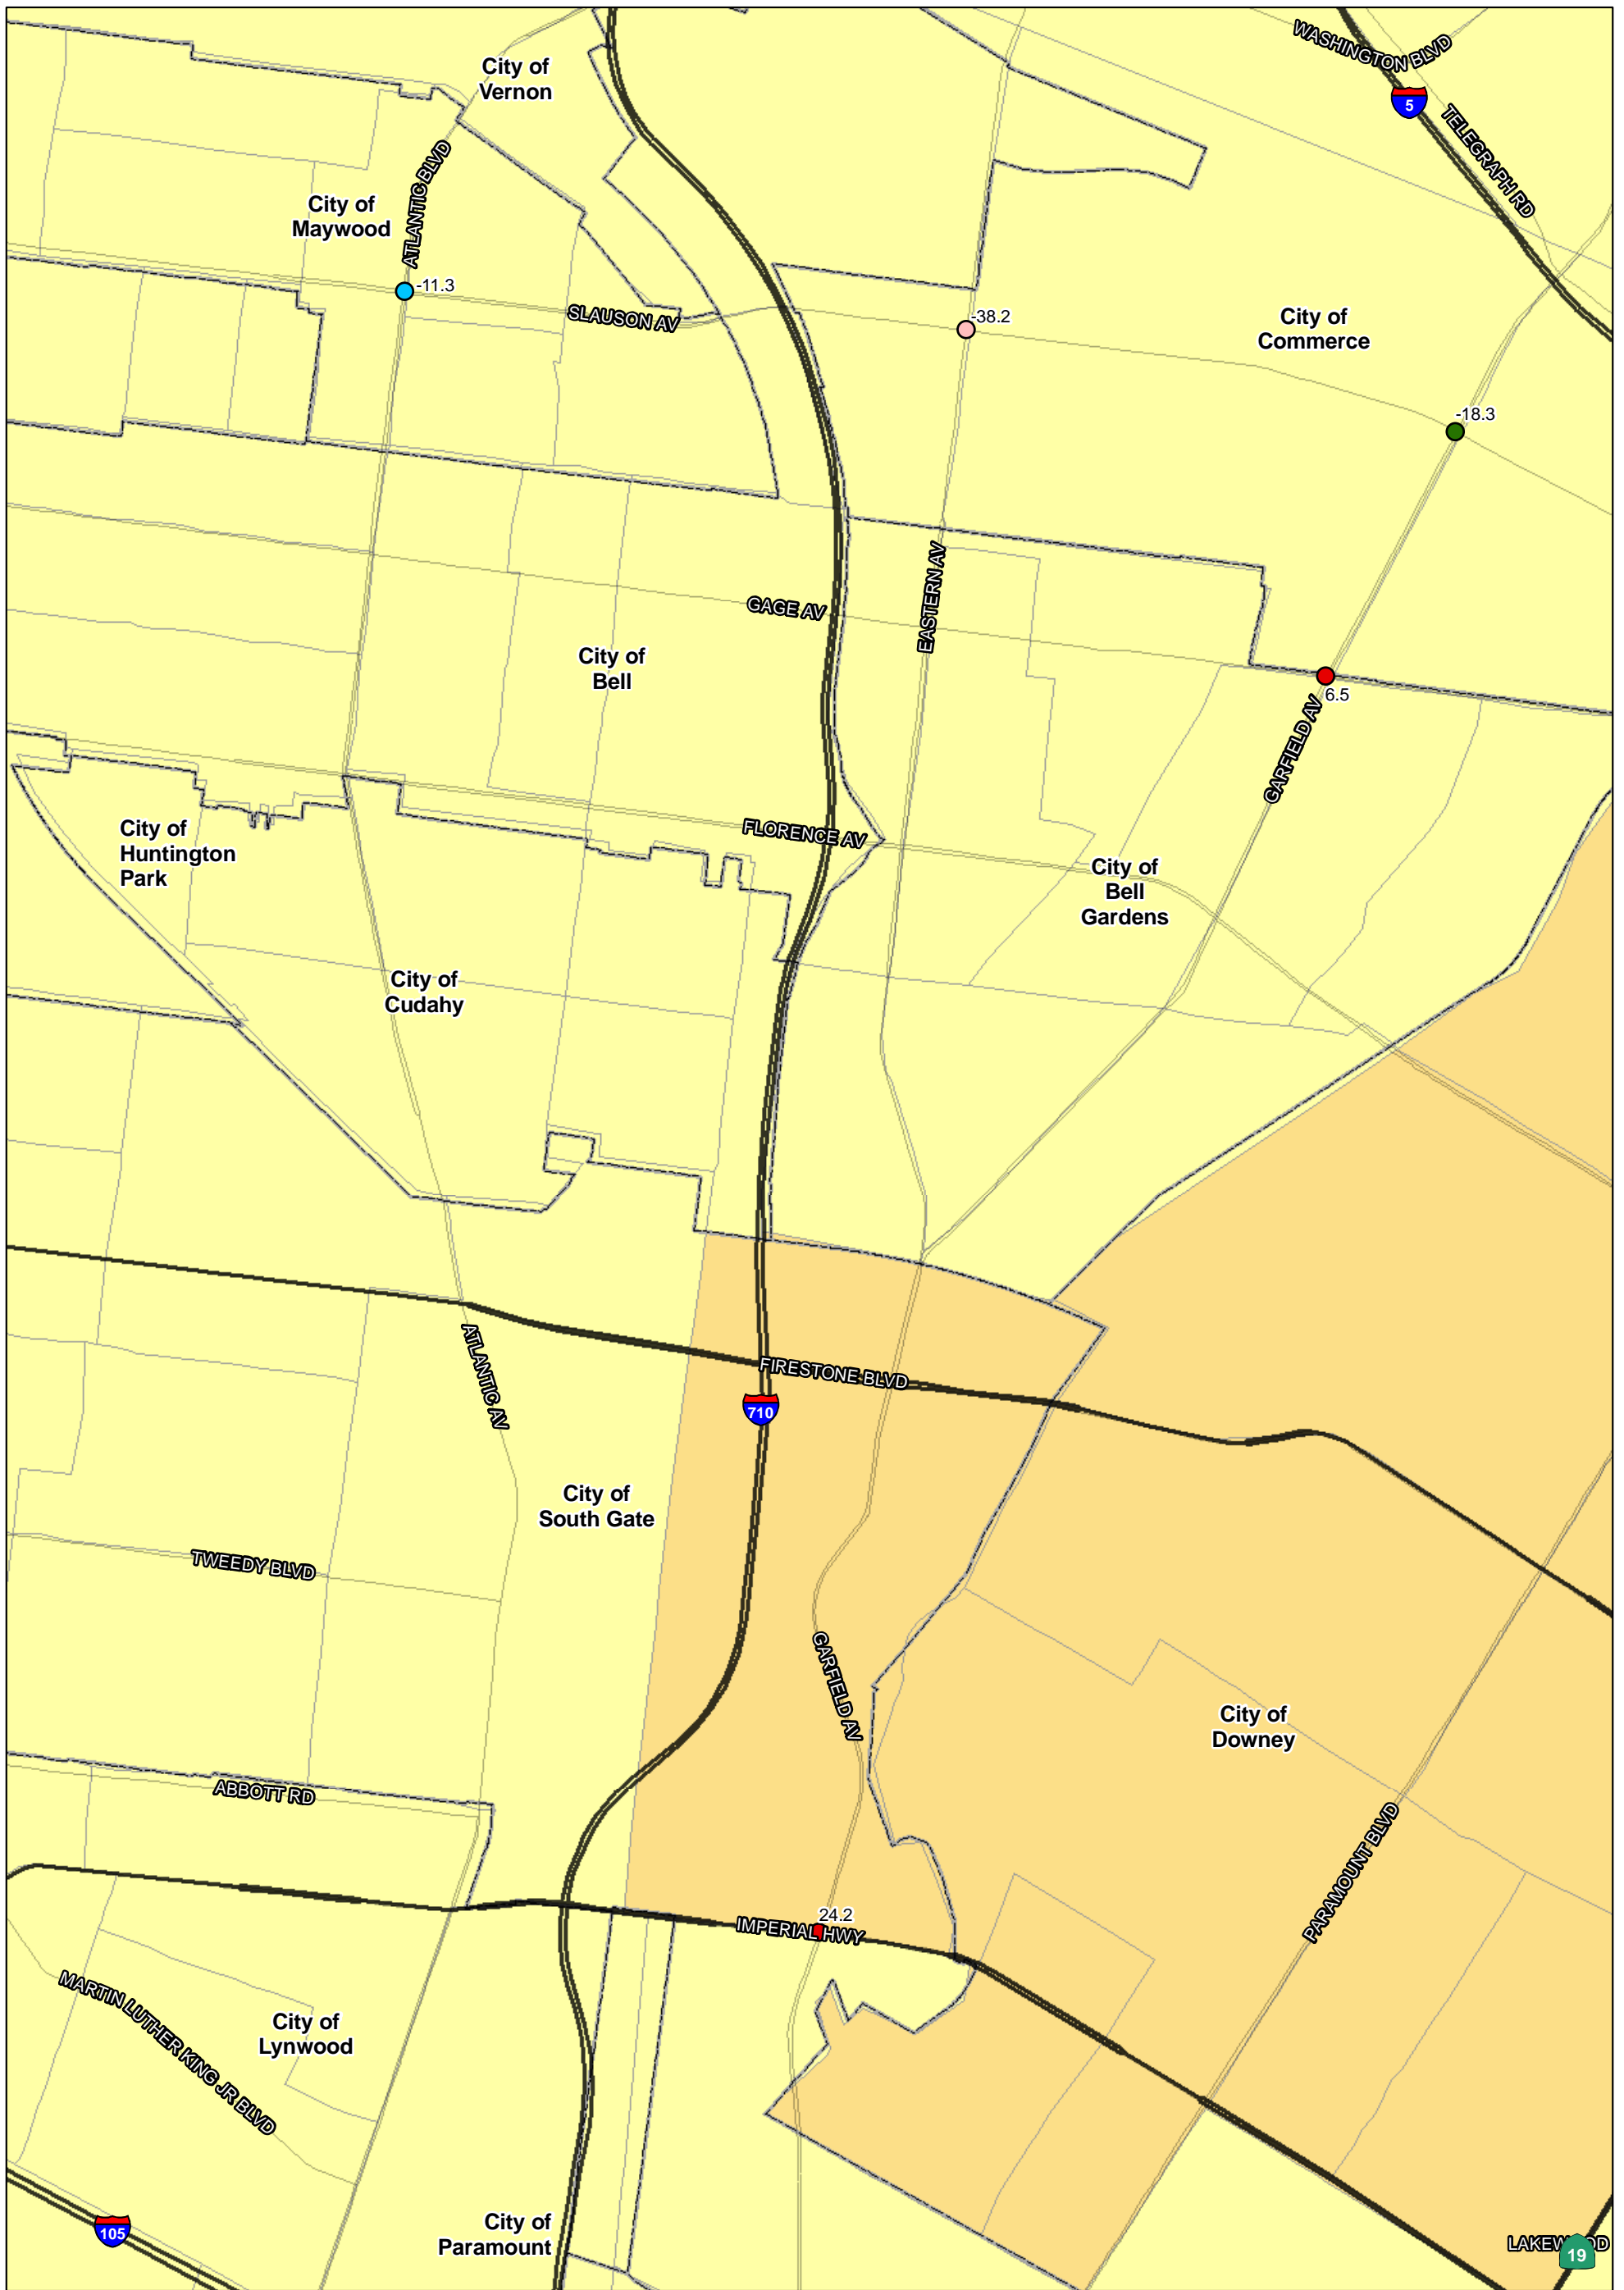 WASHINGTON BLVD
City of
Vernon
5
TELEGRAPH RD
ATLANTIC BLVD
City of
Maywood
-11.3
SLAUSON AV
-38.2
City of
Commerce
-18.3
EASTERN AV
GAGE AV
City of
Bell
6.5
GARFIELD AV
City of
Huntington
Park
FLORENCE AV
City of
Bell
Gardens
City of
Cudahy
ATLANTIC AV
FIRESTONE BLVD
710
City of
South Gate
TWEEDY BLVD
GARFIELD AV
City of
Downey
ABBOTT RD
PARAMOUNT BLVD
24.2
IMPERIAL HWY
MARTIN LUTHER KING JR BLVD
City of
Lynwood
105
City of
Paramount
LAKEWOOD
19